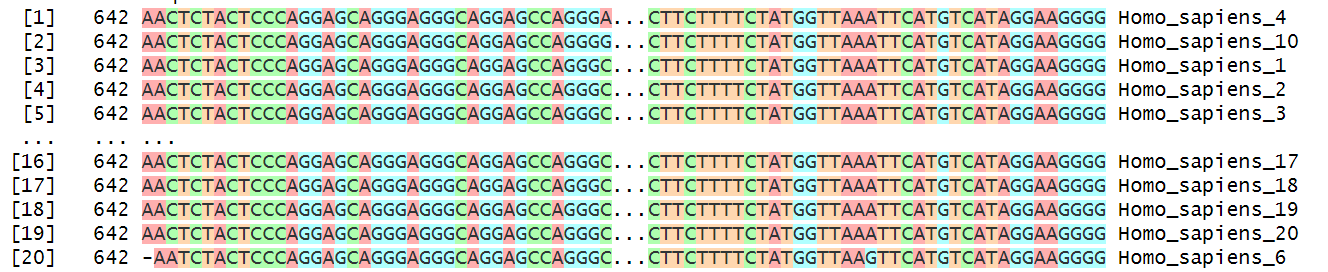 [1] 642 AACTCTACTCCCAGGAGCAGGGAGGGCAGGAGCCAGGGA...CTTCTTTTCTATGGTTAAATTCATGTCATAGGAAGGGG Homo_sapiens_4
[2] 642 AACTCTACTCCCAGGAGCAGGGAGGGCAGGAGCCAGGGG...CTTCTTTTCTATGGTTAAATTCATGTCATAGGAAGGGG Homo_sapiens_10
[3] 642 AACTCTACTCCCAGGAGCAGGGAGGGCAGGAGCCAGGGC...CTTCTTTTCTATGGTTAAATTCATGTCATAGGAAGGGG Homo_sapiens_1
[4] 642 AACTCTACTCCCAGGAGCAGGGAGGGCAGGAGCCAGGGC...CTTCTTTTCTATGGTTAAATTCATGTCATAGGAAGGGG Homo_sapiens_2
[5] 642 AACTCTACTCCCAGGAGCAGGGAGGGCAGGAGCCAGGGC...CTTCTTTTCTATGGTTAAATTCATGTCATAGGAAGGGG Homo_sapiens_3
... ... ...
[16] 642 AACTCTACTCCCAGGAGCAGGGAGGGCAGGAGCCAGGGC...CTTCTTTTCTATGGTTAAATTCATGTCATAGGAAGGGG Homo_sapiens_17
[17] 642 AACTCTACTCCCAGGAGCAGGGAGGGCAGGAGCCAGGGC...CTTCTTTTCTATGGTTAAATTCATGTCATAGGAAGGGG Homo_sapiens_18
[18] 642 AACTCTACTCCCAGGAGCAGGGAGGGCAGGAGCCAGGGC...CTTCTTTTCTATGGTTAAATTCATGTCATAGGAAGGGG Homo_sapiens_19
[19] 642 AACTCTACTCCCAGGAGCAGGGAGGGCAGGAGCCAGGGC...CTTCTTTTCTATGGTTAAATTCATGTCATAGGAAGGGG Homo_sapiens_20
[20] 642 -AATCTACTCCCAGGAGCAGGGAGGGCAGGAGCCAGGGC...CTTCTTTTCTATGGTTAAGTTCATGTCATAGGAAGGGG Homo_sapiens_6